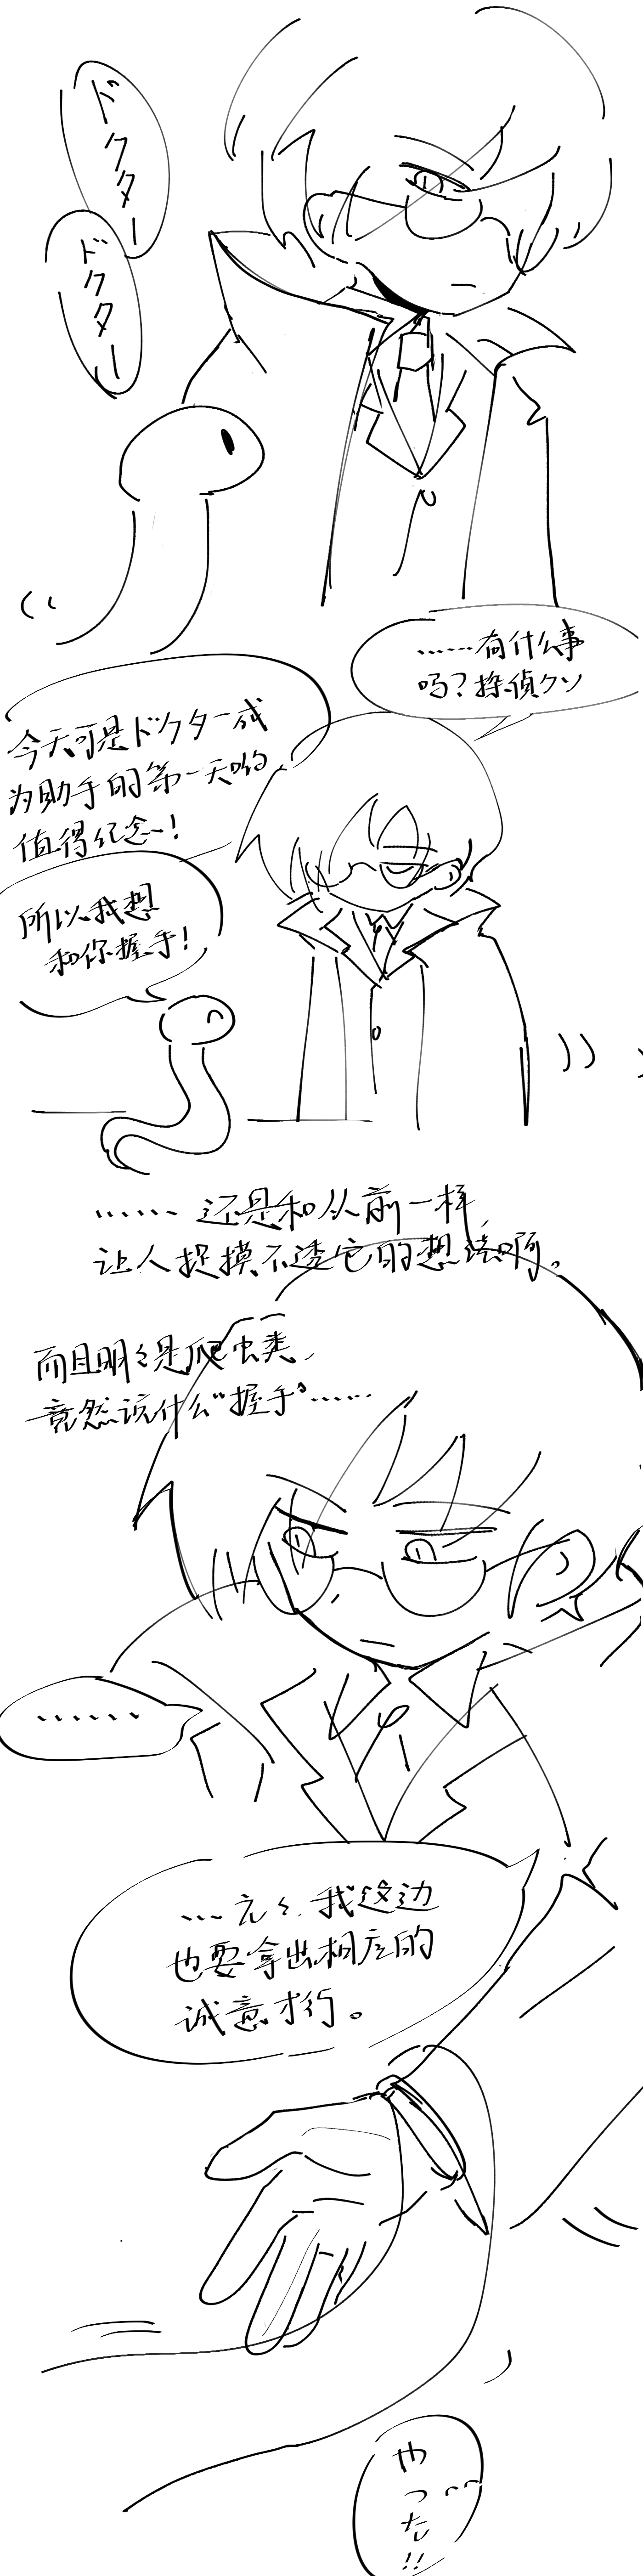 ドクター
ドクター
……有什么事
吗？探偵クソ
今天可是ドクター成
为助手的第一天哟
值得纪念～！
所以我想
和你握手！
……还是和从前一样，
让人捉摸不透它的想法啊。
而且明々是爬虫类，
竟然说什么“握手”……
……
…元々，我这边
也要拿出相应的
诚意才行。
やった!!